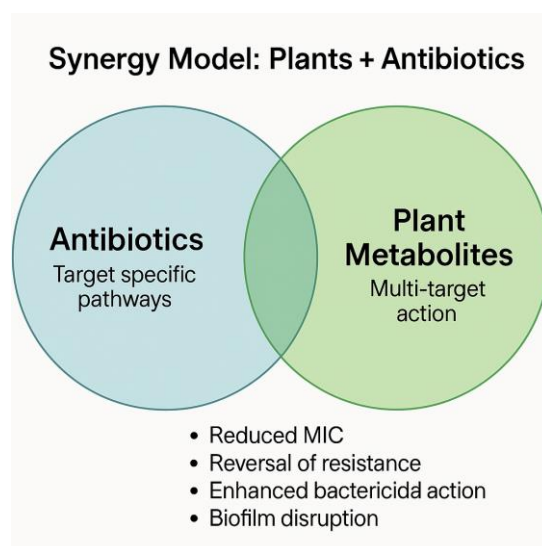 Synergy Model: Plants + Antibiotics
Antibiotics
Target specific
pathways
Plant
Metabolites
Multi-target
action
• Reduced MIC
• Reversal of resistance
• Enhanced bactericida action
• Biofilm disruption